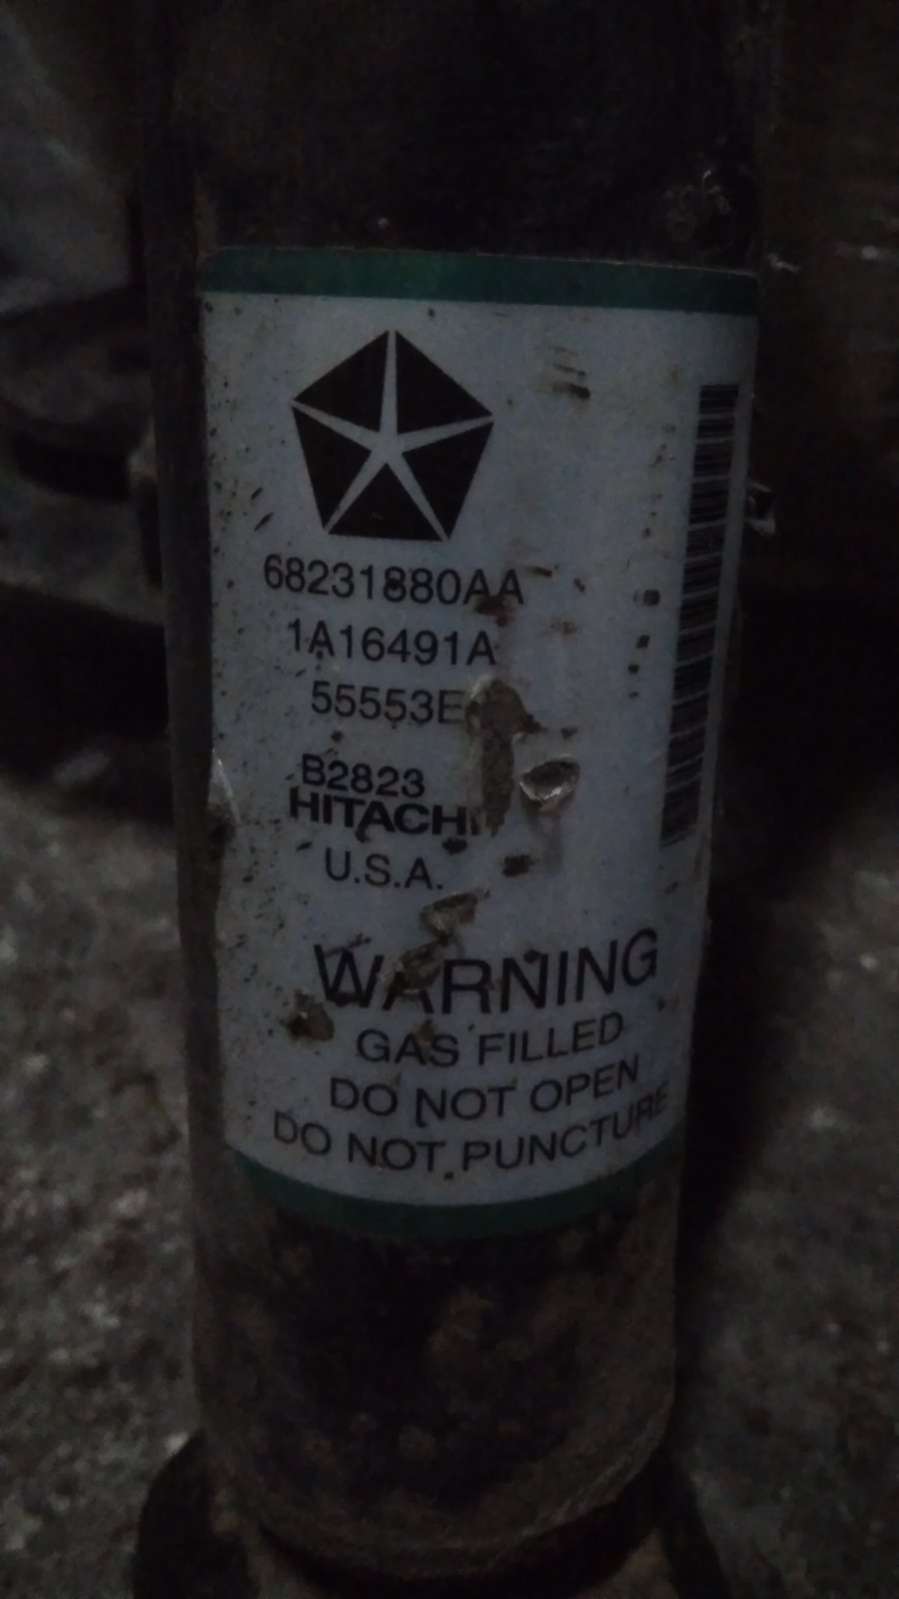 68231880AA
1A16491A
55553E
B2823
HITACHI
U.S.A.
WARNING
GAS FILLED
DO NOT OPEN
DO NOT PUNCTURE